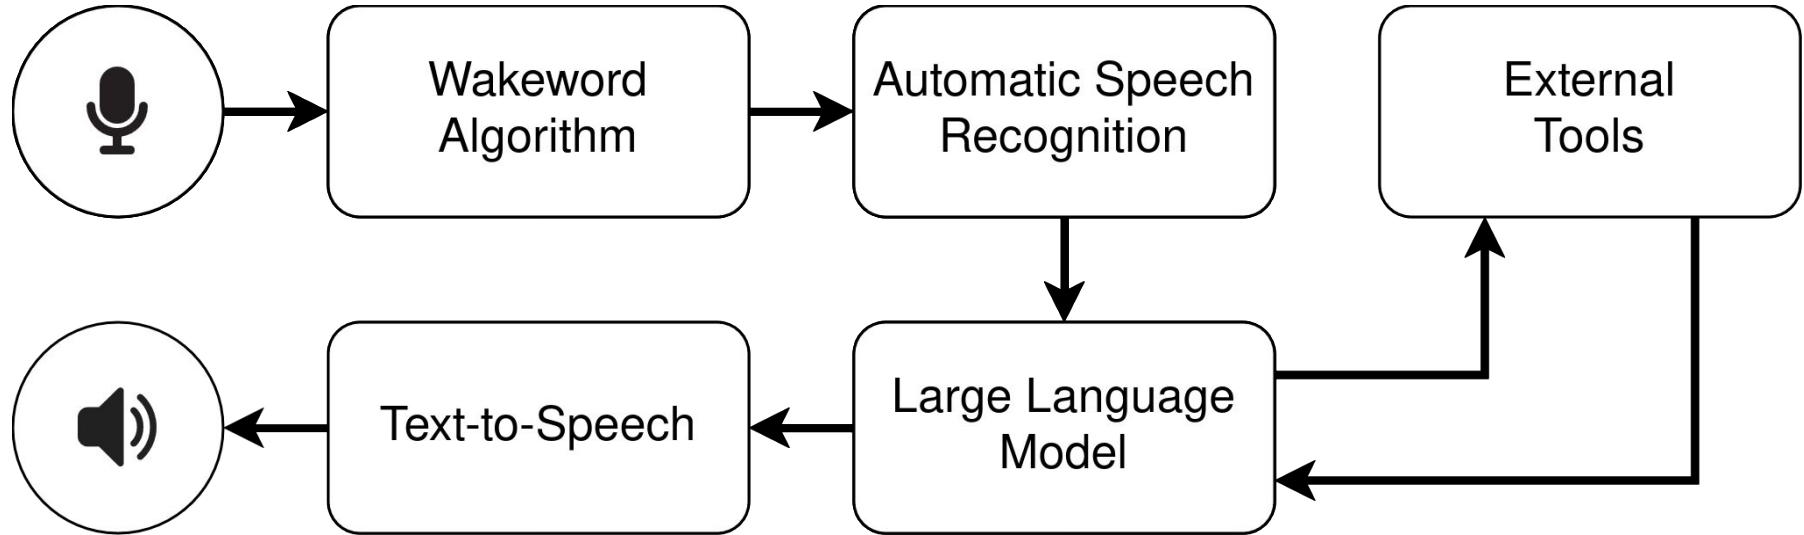 Wakeword
Algorithm
Automatic Speech
Recognition
External
Tools
Text-to-Speech
Large Language
Model